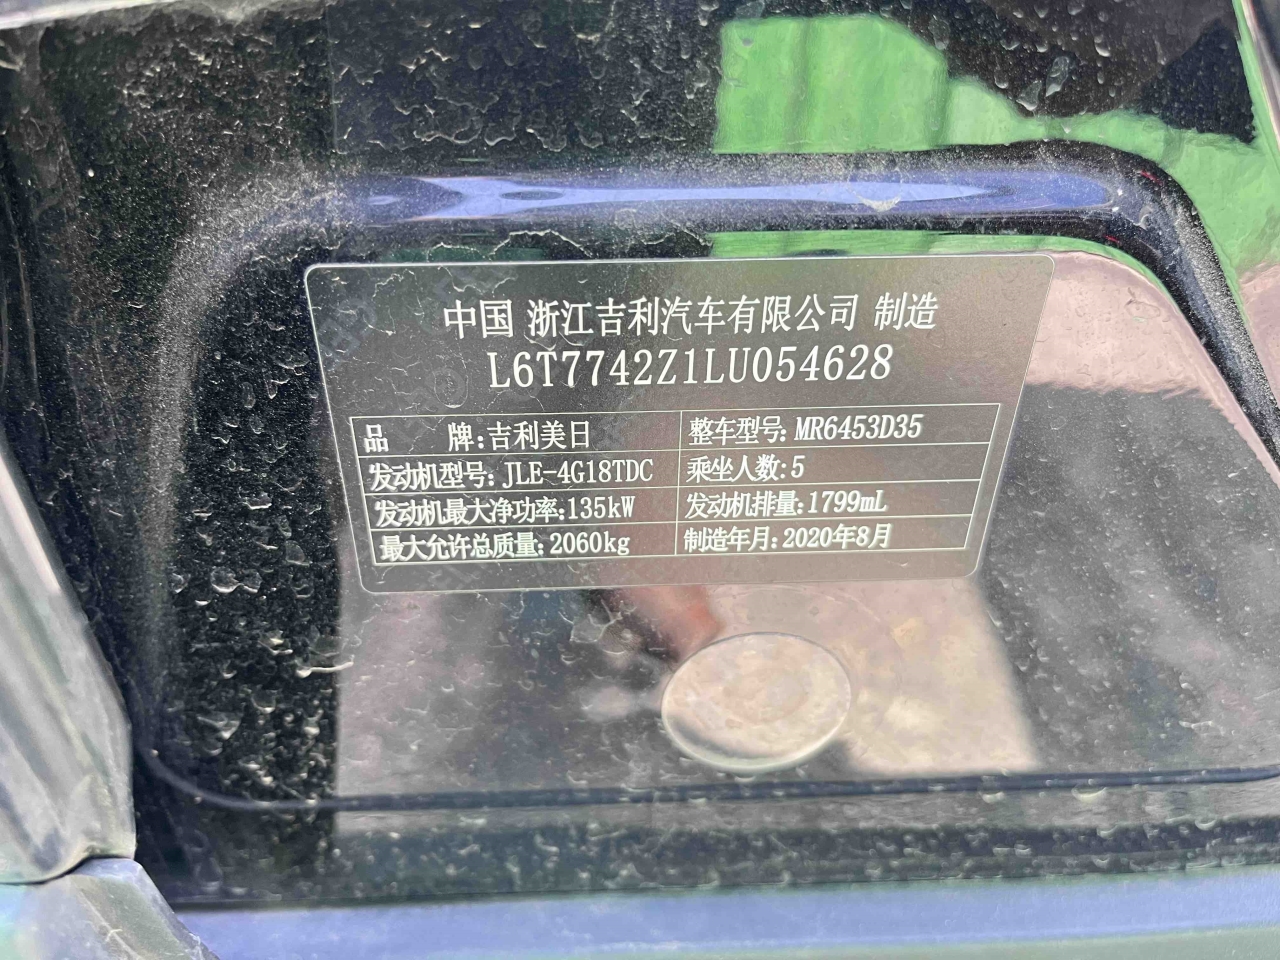 中国 浙江吉利汽车有限公司 制造
L6T7742Z1LU054628
品 牌:吉利美日 整车型号:MR6453D35
发动机型号:JLE-4G18TDC 乘坐人数:5
发动机最大净功率:135kW 发动机排量:1799mL
最大允许总质量:2060kg 制造年月:2020年8月